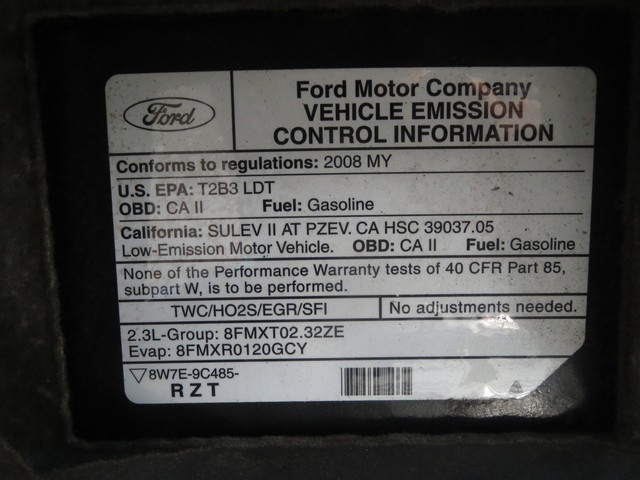 Ford
Ford Motor Company
VEHICLE EMISSION
CONTROL INFORMATION
Conforms to regulations: 2008 MY
U.S. EPA: T2B3 LDT
OBD: CA II Fuel: Gasoline
California: SULEV II AT PZEV. CA HSC 39037.05
Low-Emission Motor Vehicle. OBD: CA II Fuel: Gasoline
None of the Performance Warranty tests of 40 CFR Part 85,
subpart W, is to be performed.
TWC/HO2S/EGR/SFI No adjustments needed.
2.3L-Group: 8FMXT02.32ZE
Evap: 8FMXR0120GCY
▽8W7E-9C485-
RZT